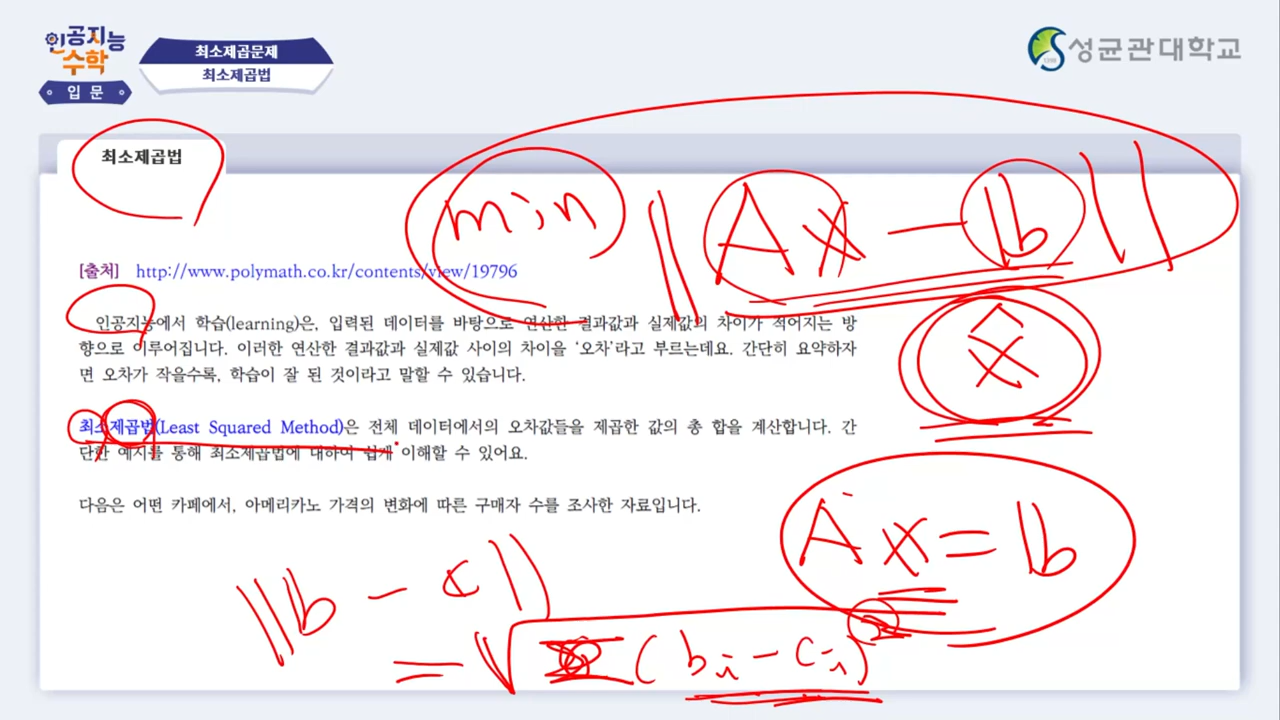 인공지능
수학
입문
최소제곱문제
최소제곱법
성균관대학교
최소제곱법
min ||Ax - b||
[출처] http://www.polymath.co.kr/contents/view/19796
인공지능에서 학습(learning)은, 입력된 데이터를 바탕으로 연산한 결과값과 실제값의 차이가 적어지는 방
향으로 이루어집니다. 이러한 연산한 결과값과 실제값 사이의 차이를 '오차'라고 부르는데요. 간단히 요약하자
면 오차가 작을수록, 학습이 잘 된 것이라고 말할 수 있습니다.
x̂
최소제곱법(Least Squared Method)은 전체 데이터에서의 오차값들을 제곱한 값의 총 합을 계산합니다. 간
단한 예시를 통해 최소제곱법에 대하여 쉽게 이해할 수 있어요.
다음은 어떤 카페에서, 아메리카노 가격의 변화에 따른 구매자 수를 조사한 자료입니다.
Ax = b
||b - c||
= √ (bᵢ - cᵢ)²